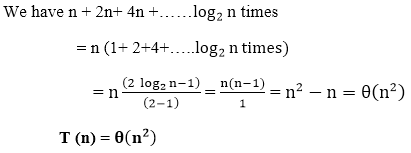 We have n + 2n+ 4n +……log₂ n times
= n (1+ 2+4+…..log₂ n times)
= n (2 log₂ n−1)/(2−1) = n(n−1)/1 = n² − n = θ(n²)
T (n) = θ(n²)